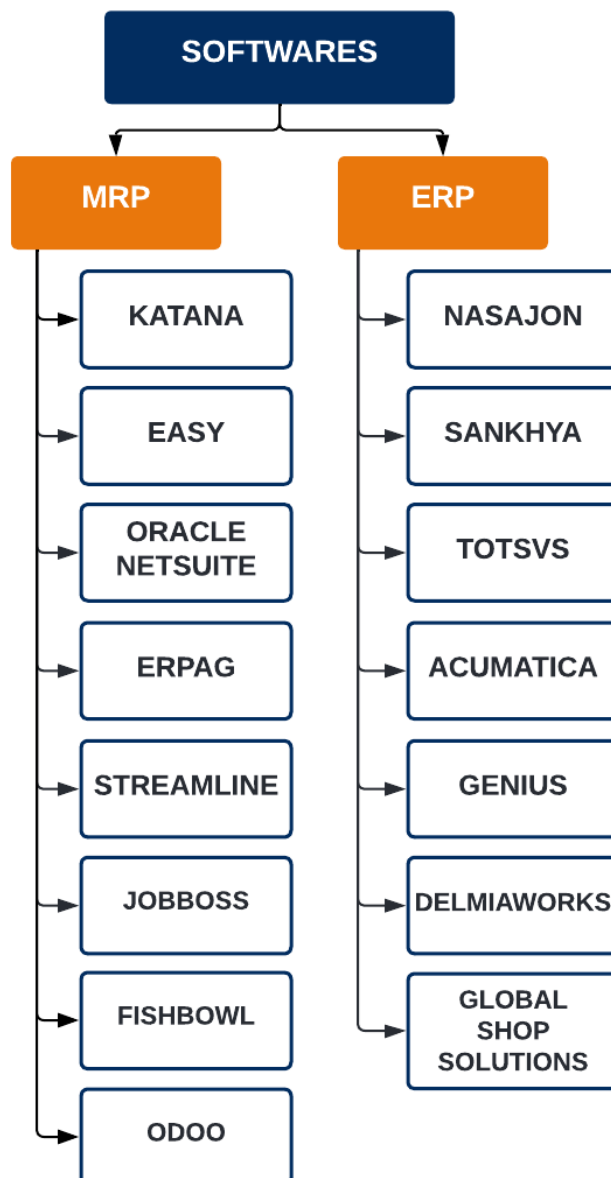 SOFTWARES
MRP
ERP
KATANA
EASY
ORACLE
NETSUITE
ERPAG
STREAMLINE
JOBBOSS
FISHBOWL
ODOO
NASAJON
SANKHYA
TOTSVS
ACUMATICA
GENIUS
DELMIAWORKS
GLOBAL
SHOP
SOLUTIONS